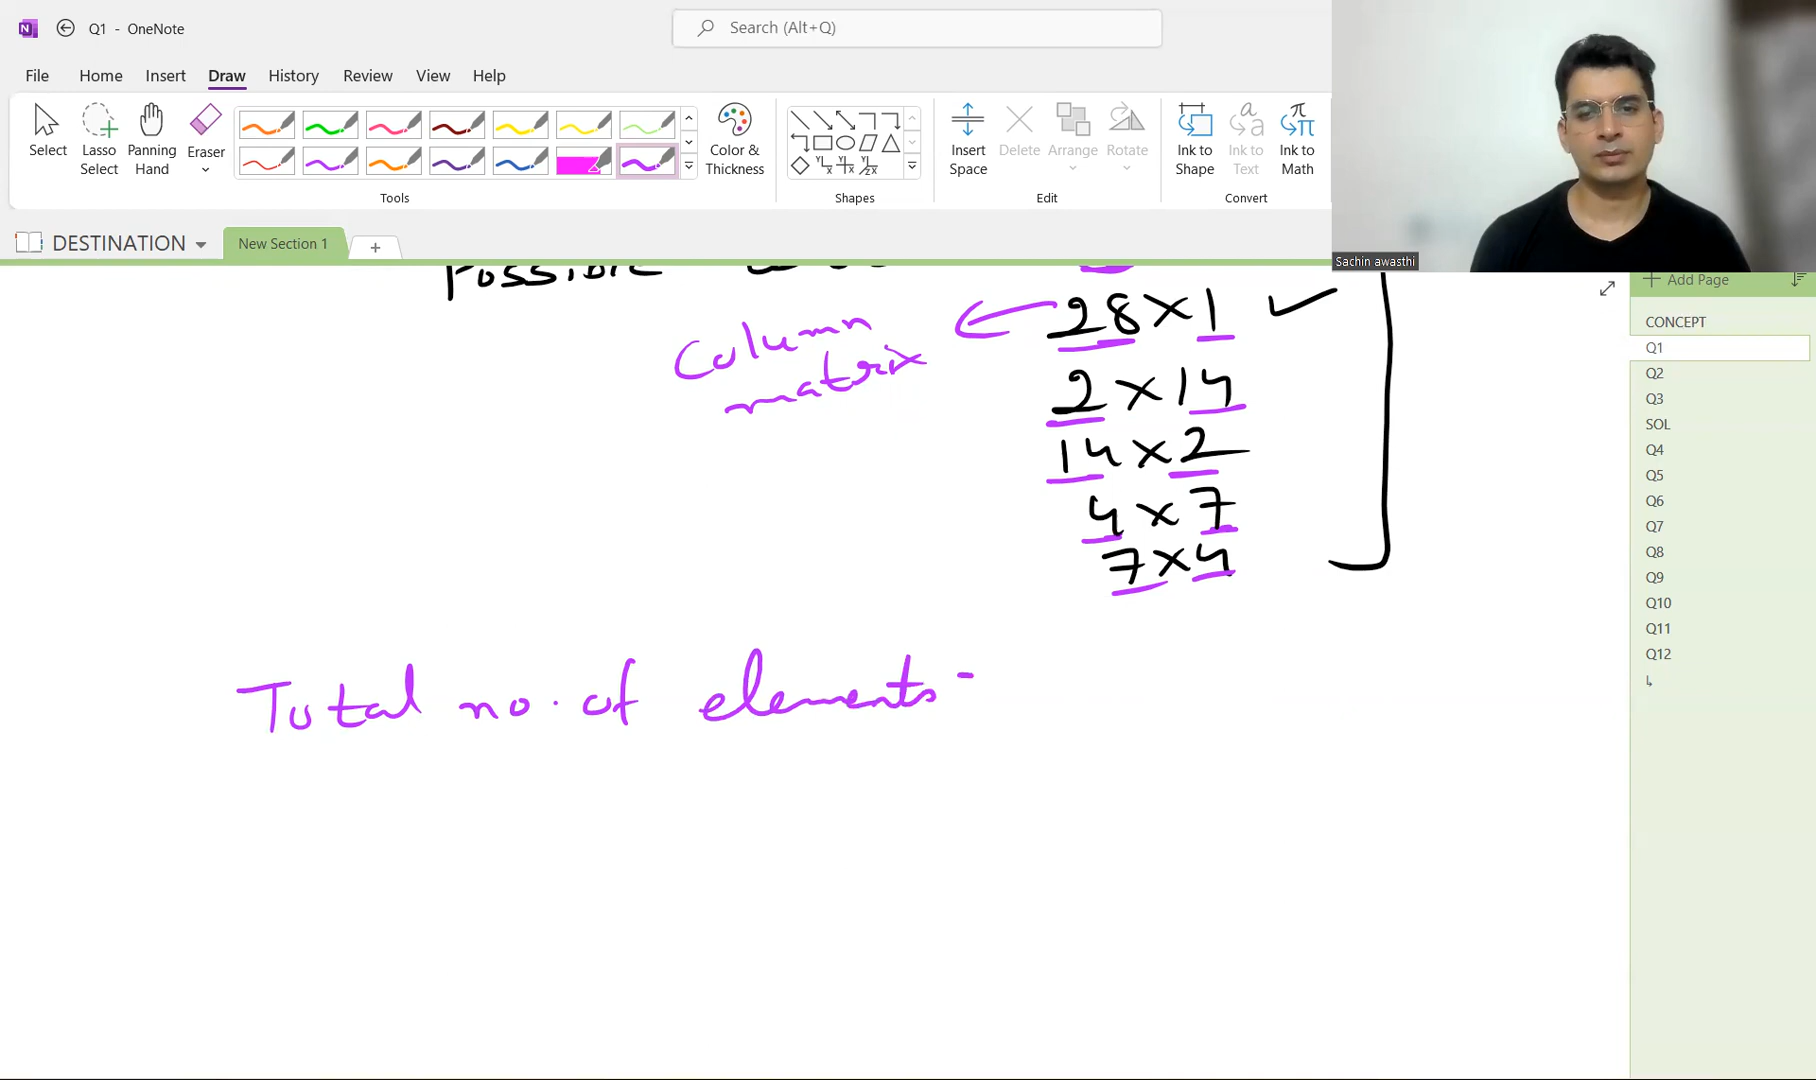 Q1 - OneNote
Search (Alt+Q)
File Home Insert Draw History Review View Help
Select
Lasso Select
Panning Hand
Eraser
Color & Thickness
Insert Space
Delete
Arrange
Rotate
Ink to Shape
Ink to Text
Ink to Math
Tools
Shapes
Edit
Convert
Sachin awasthi
DESTINATION
New Section 1
+
Add Page
CONCEPT
Q1
Q2
Q3
SOL
Q4
Q5
Q6
Q7
Q8
Q9
Q10
Q11
Q12
Possible
28 × 1 ✓
Column
matrix
2 × 14
14 × 2
4 × 7
7 × 4
Total no. of elements -